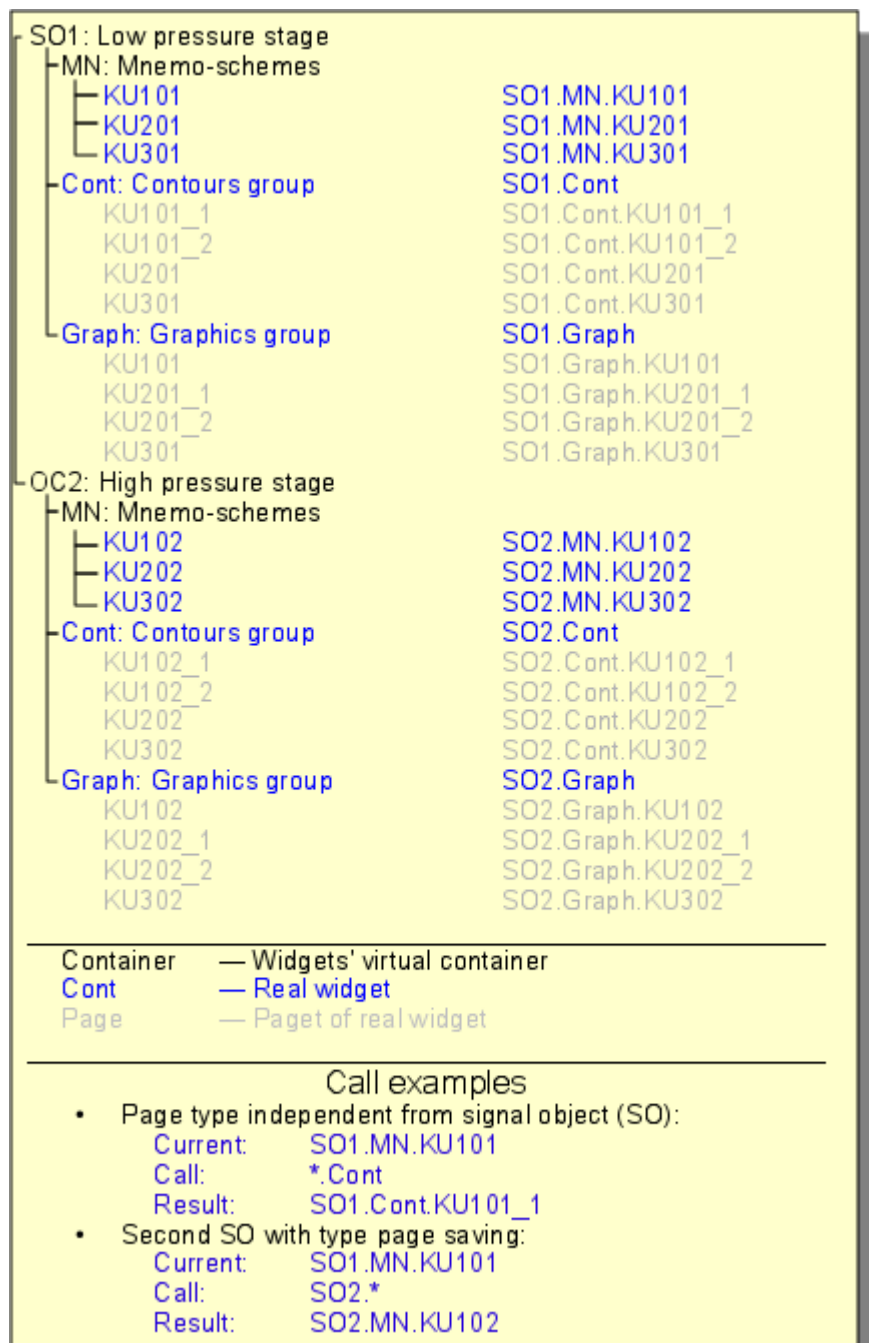 SO1: Low pressure stage
MN: Mnemo-schemes
KU101 SO1.MN.KU101
KU201 SO1.MN.KU201
KU301 SO1.MN.KU301
Cont: Contours group SO1.Cont
KU101_1 SO1.Cont.KU101_1
KU101_2 SO1.Cont.KU101_2
KU201 SO1.Cont.KU201
KU301 SO1.Cont.KU301
Graph: Graphics group SO1.Graph
KU101 SO1.Graph.KU101
KU201_1 SO1.Graph.KU201_1
KU201_2 SO1.Graph.KU201_2
KU301 SO1.Graph.KU301
OC2: High pressure stage
MN: Mnemo-schemes
KU102 SO2.MN.KU102
KU202 SO2.MN.KU202
KU302 SO2.MN.KU302
Cont: Contours group SO2.Cont
KU102_1 SO2.Cont.KU102_1
KU102_2 SO2.Cont.KU102_2
KU202 SO2.Cont.KU202
KU302 SO2.Cont.KU302
Graph: Graphics group SO2.Graph
KU102 SO2.Graph.KU102
KU202_1 SO2.Graph.KU202_1
KU202_2 SO2.Graph.KU202_2
KU302 SO2.Graph.KU302
Container — Widgets' virtual container
Cont — Real widget
Page — Paget of real widget
Call examples
• Page type independent from signal object (SO):
Current: SO1.MN.KU101
Call: *.Cont
Result: SO1.Cont.KU101_1
• Second SO with type page saving:
Current: SO1.MN.KU101
Call: SO2.*
Result: SO2.MN.KU102